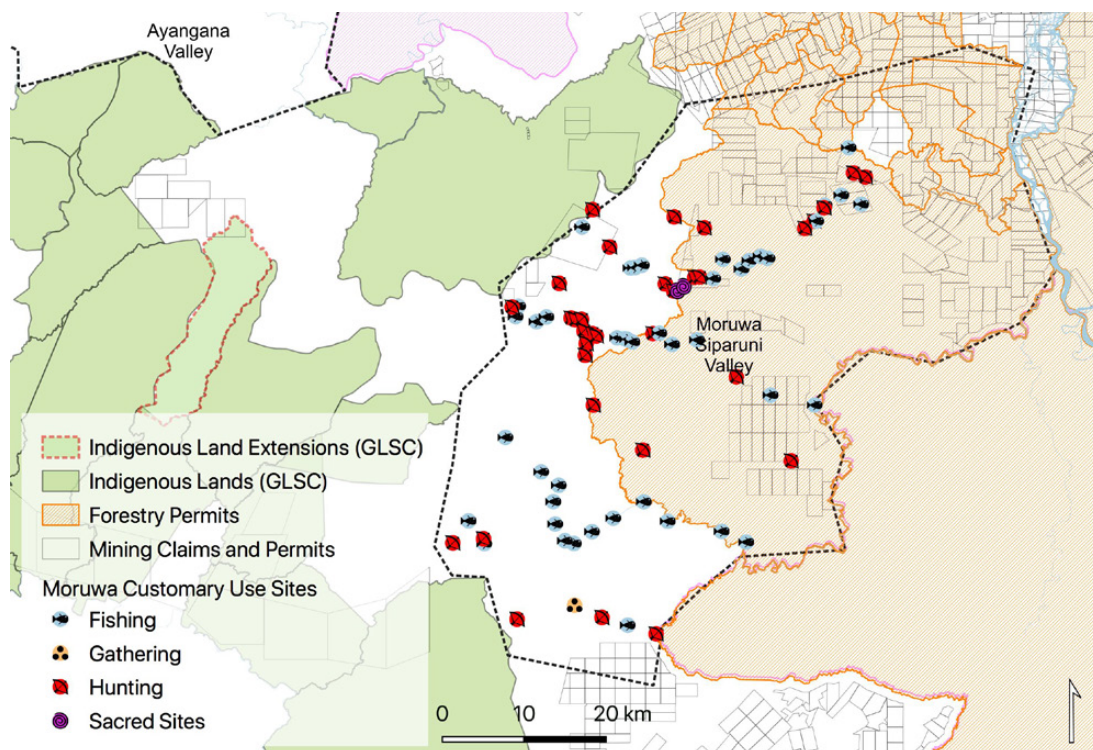 Ayangana
Valley
Moruwa
Siparuni
Valley
Indigenous Land Extensions (GLSC)
Indigenous Lands (GLSC)
Forestry Permits
Mining Claims and Permits
Moruwa Customary Use Sites
Fishing
Gathering
Hunting
Sacred Sites
0 10 20 km